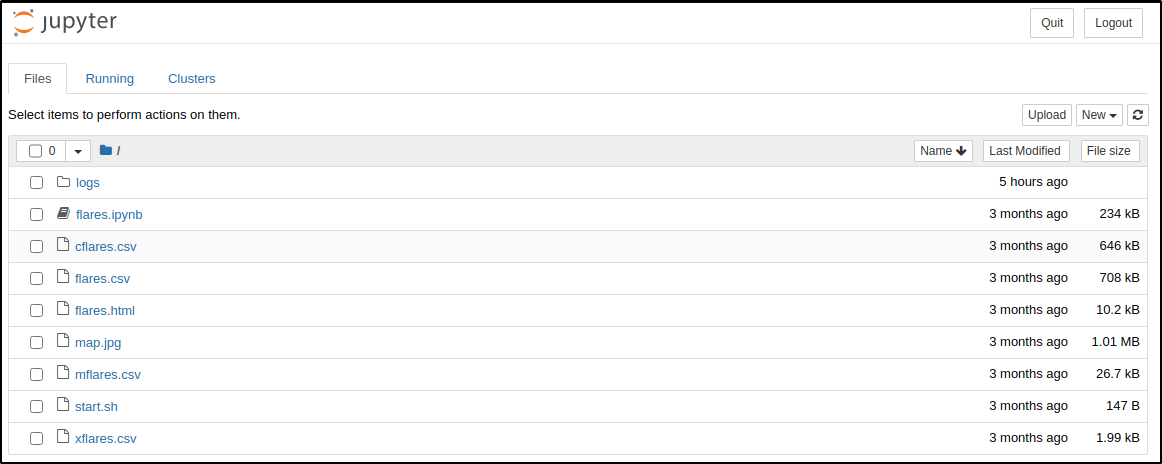 jupyter Quit Logout
Files Running Clusters
Select items to perform actions on them. Upload New
0 / Name Last Modified File size
logs 5 hours ago
flares.ipynb 3 months ago 234 kB
cflares.csv 3 months ago 646 kB
flares.csv 3 months ago 708 kB
flares.html 3 months ago 10.2 kB
map.jpg 3 months ago 1.01 MB
mflares.csv 3 months ago 26.7 kB
start.sh 3 months ago 147 B
xflares.csv 3 months ago 1.99 kB